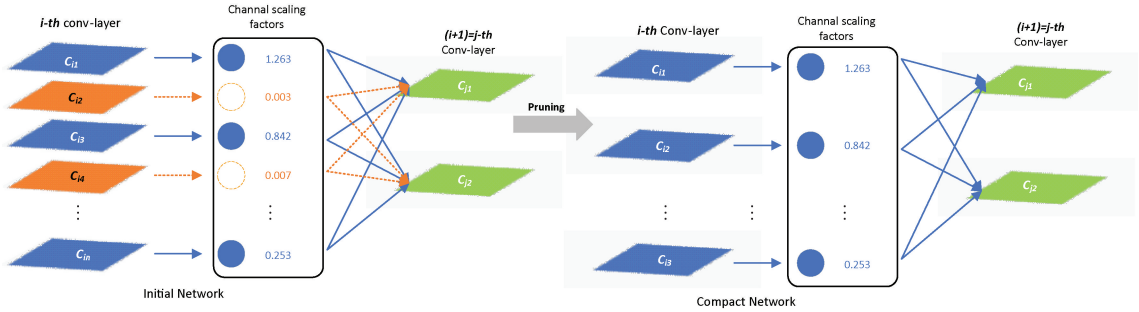 i-th conv-layer
Channal scaling
factors
(i+1)=j-th
Conv-layer
Ci1
1.263
Cj1
Ci2
0.003
Ci3
0.842
Ci4
0.007
Cj2
⋮
⋮
Cin
0.253
Initial Network
Pruning
i-th Conv-layer
Channal scaling
factors
(i+1)=j-th
Conv-layer
Ci1
1.263
Cj1
Ci2
0.842
Cj2
⋮
⋮
⋮
Ci3
0.253
Compact Network